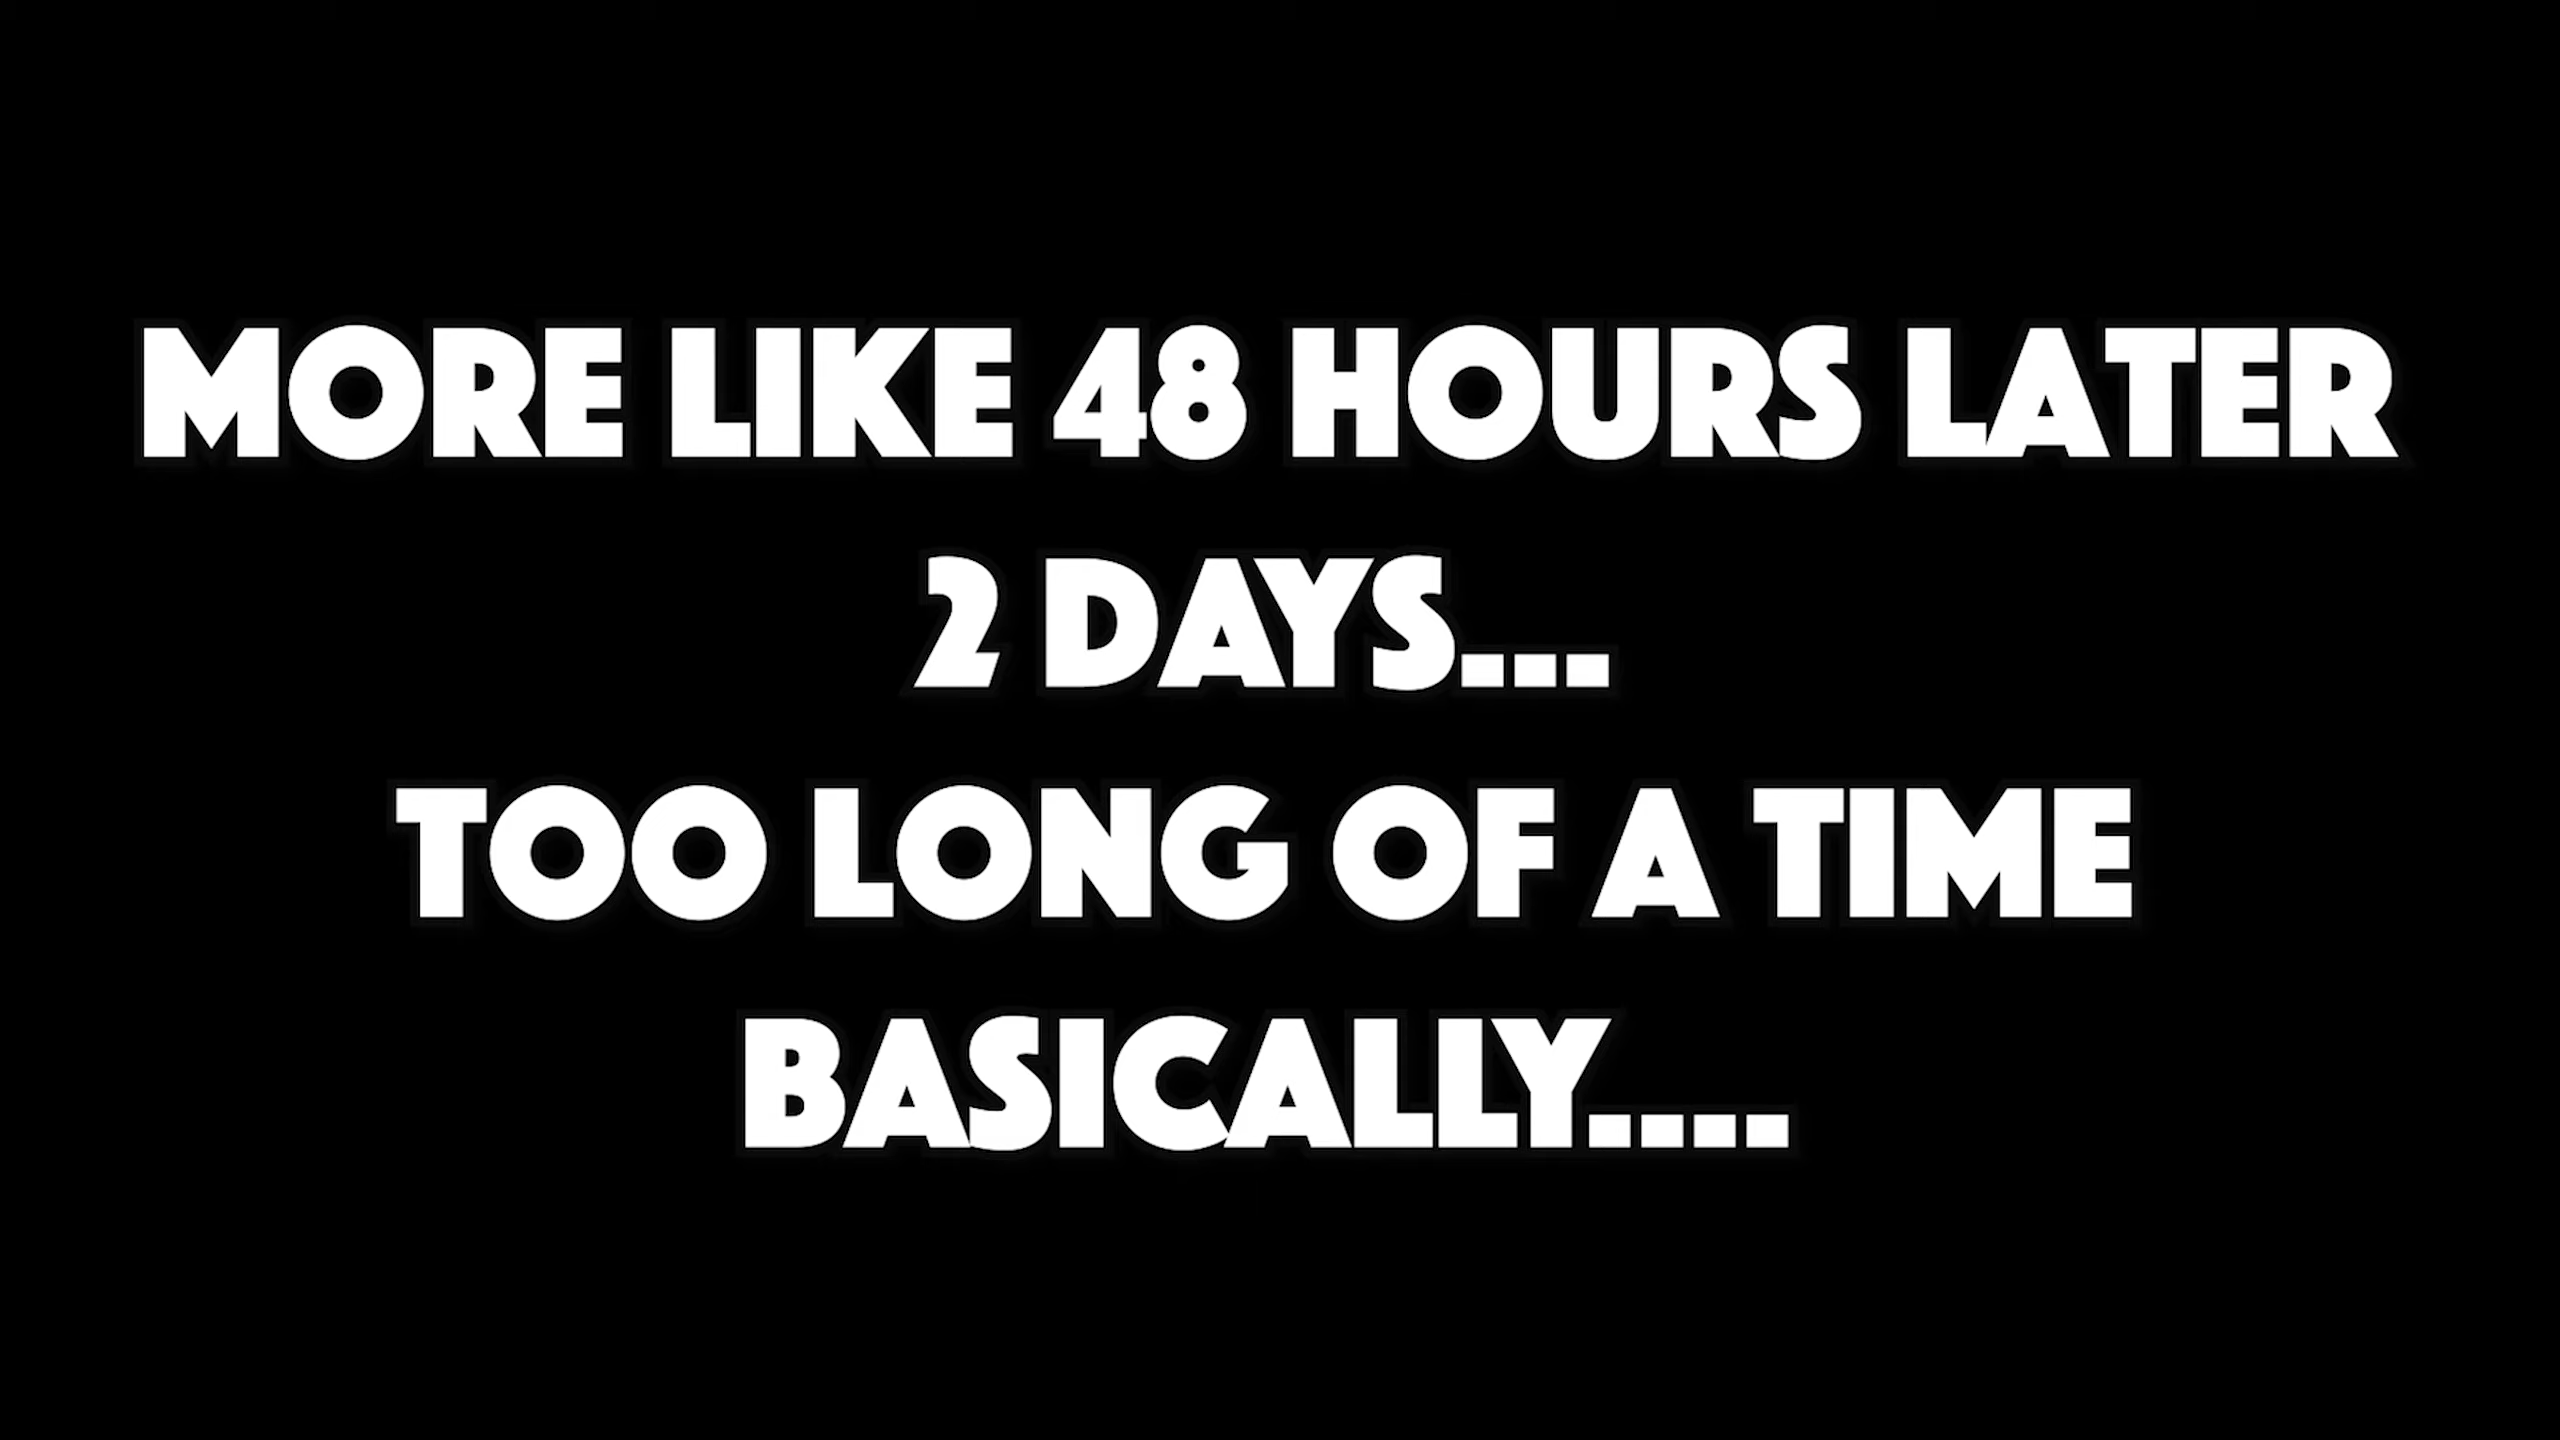 MORE LIKE 48 HOURS LATER
2 DAYS...
TOO LONG OF A TIME
BASICALLY....